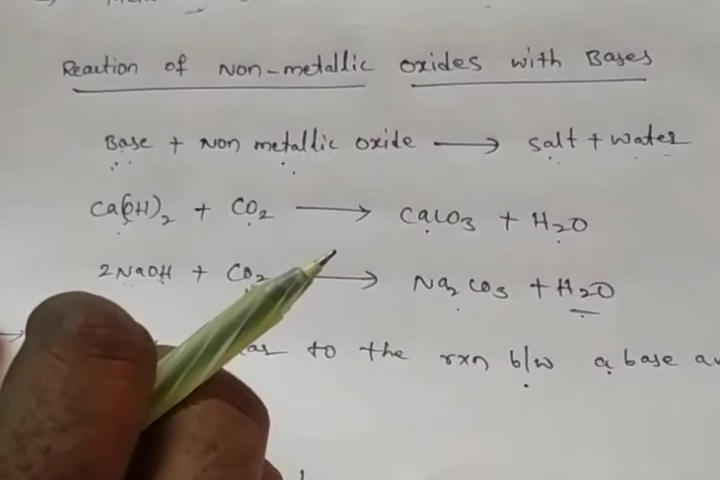 Reaction of Non-metallic oxides with Bases
Base + Non metallic oxide ⟶ salt + water
Ca(OH)₂ + CO₂ ⟶ CaCO₃ + H₂O
2NaOH + CO₂ ⟶ Na₂CO₃ + H₂O
to the rxn b/w a base